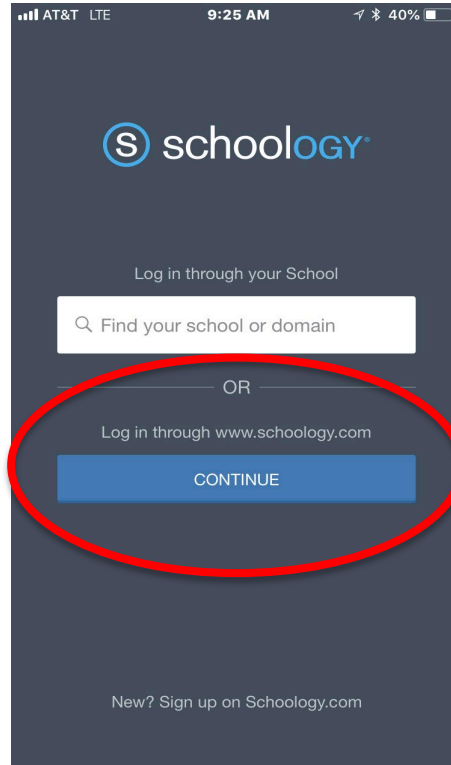 AT&T LTE 9:25 AM 40%
S schoology®
Log in through your School
Find your school or domain
OR
Log in through www.schoology.com
CONTINUE
New? Sign up on Schoology.com